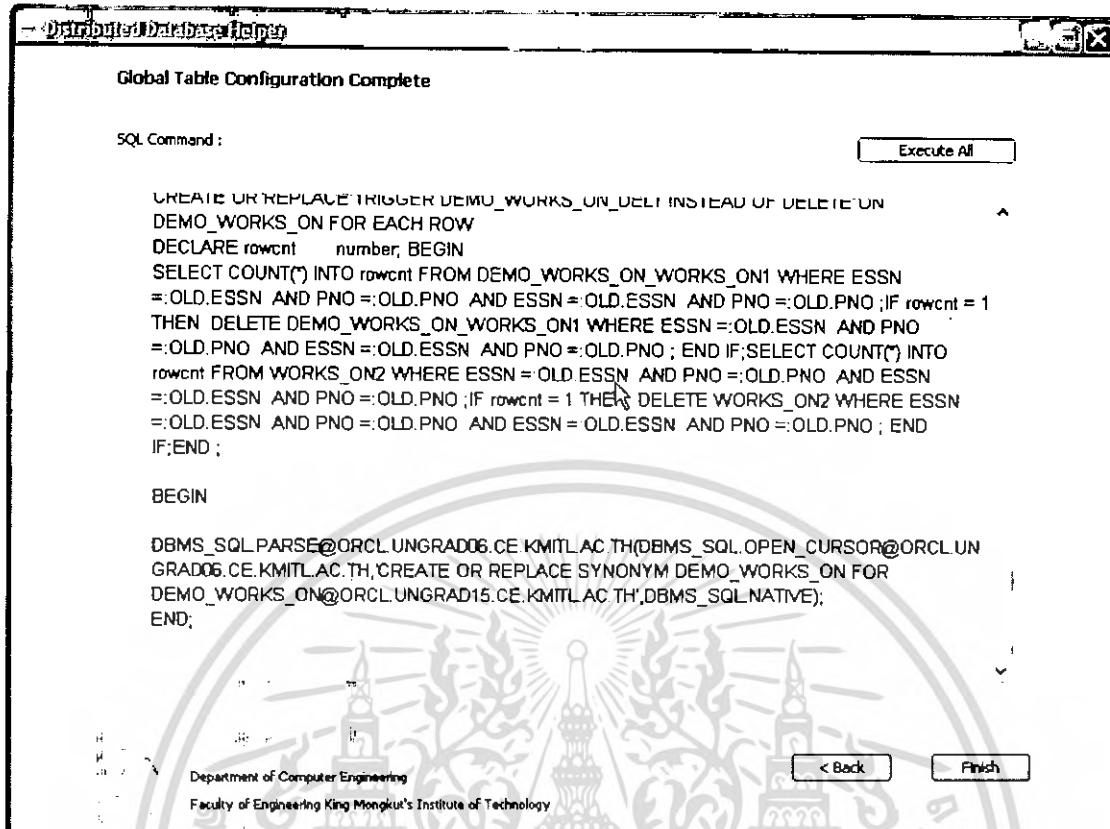 Distributed Database Helper
Global Table Configuration Complete
SQL Command :
Execute All
CREATE OR REPLACE TRIGGER DEMO_WORKS_ON_DELT INSTEAD OF DELETE ON
DEMO_WORKS_ON FOR EACH ROW
DECLARE rowcnt number; BEGIN
SELECT COUNT(*) INTO rowcnt FROM DEMO_WORKS_ON_WORKS_ON1 WHERE ESSN
=:OLD.ESSN AND PNO =:OLD.PNO AND ESSN =:OLD.ESSN AND PNO =:OLD.PNO ;IF rowcnt = 1
THEN DELETE DEMO_WORKS_ON_WORKS_ON1 WHERE ESSN =:OLD.ESSN AND PNO
=:OLD.PNO AND ESSN =:OLD.ESSN AND PNO =:OLD.PNO ; END IF;SELECT COUNT(*) INTO
rowcnt FROM WORKS_ON2 WHERE ESSN =:OLD.ESSN AND PNO =:OLD.PNO AND ESSN
=:OLD.ESSN AND PNO =:OLD.PNO ;IF rowcnt = 1 THEN DELETE WORKS_ON2 WHERE ESSN
=:OLD.ESSN AND PNO =:OLD.PNO AND ESSN =:OLD.ESSN AND PNO =:OLD.PNO ; END
IF;END ;
BEGIN
DBMS_SQL.PARSE@ORCL.UNGRAD06.CE.KMITL.AC.TH(DBMS_SQL.OPEN_CURSOR@ORCL.UN
GRAD06.CE.KMITL.AC.TH,'CREATE OR REPLACE SYNONYM DEMO_WORKS_ON FOR
DEMO_WORKS_ON@ORCL.UNGRAD15.CE.KMITL.AC.TH',DBMS_SQL.NATIVE);
END;
< Back
Finish
Department of Computer Engineering
Faculty of Engineering King Mongkut's Institute of Technology